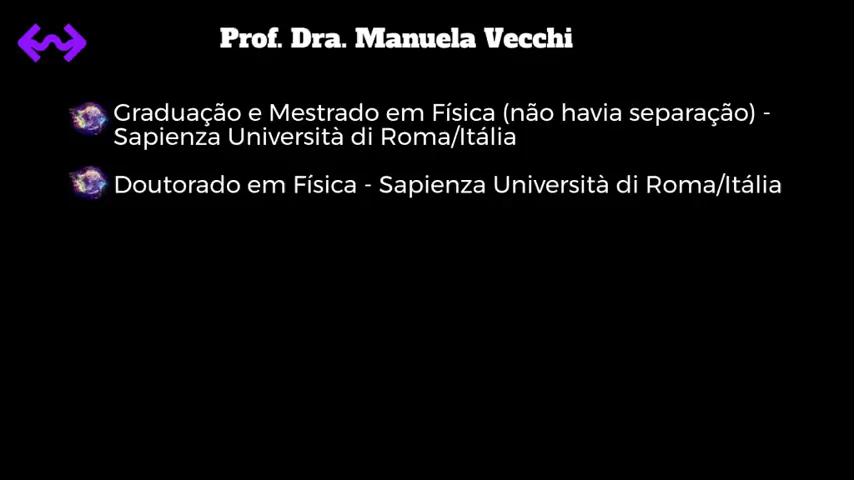 Prof. Dra. Manuela Vecchi
Graduação e Mestrado em Física (não havia separação) -
Sapienza Università di Roma/Itália
Doutorado em Física - Sapienza Università di Roma/Itália